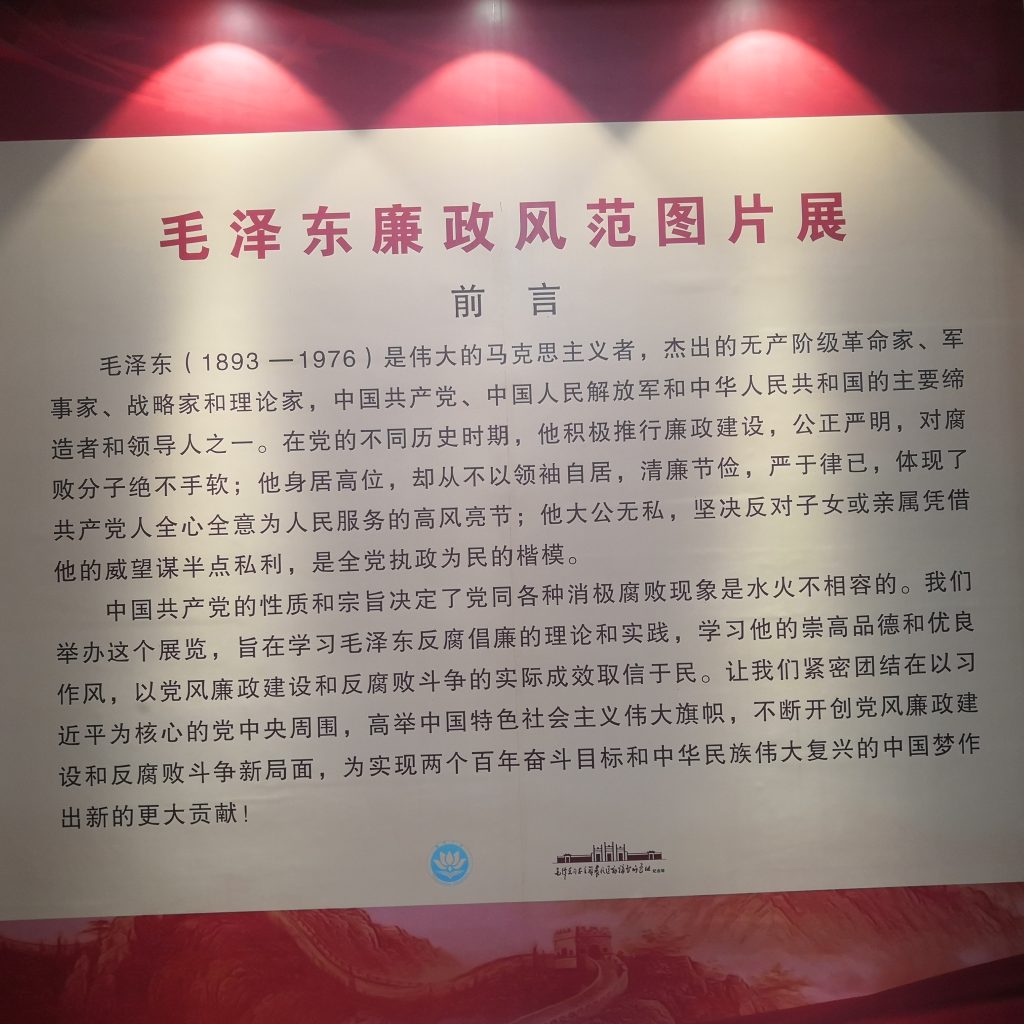 毛泽东廉政风范图片展
前 言
毛泽东（1893—1976）是伟大的马克思主义者，杰出的无产阶级革命家、军
事家、战略家和理论家，中国共产党、中国人民解放军和中华人民共和国的主要缔
造者和领导人之一。在党的不同历史时期，他积极推行廉政建设，公正严明，对腐
败分子绝不手软；他身居高位，却从不以领袖自居，清廉节俭，严于律已，体现了
共产党人全心全意为人民服务的高风亮节；他大公无私，坚决反对子女或亲属凭借
他的威望谋半点私利，是全党执政为民的楷模。
中国共产党的性质和宗旨决定了党同各种消极腐败现象是水火不相容的。我们
举办这个展览，旨在学习毛泽东反腐倡廉的理论和实践，学习他的崇高品德和优良
作风，以党风廉政建设和反腐败斗争的实际成效取信于民。让我们紧密团结在以习
近平为核心的党中央周围，高举中国特色社会主义伟大旗帜，不断开创党风廉政建
设和反腐败斗争新局面，为实现两个百年奋斗目标和中华民族伟大复兴的中国梦作
出新的更大贡献！